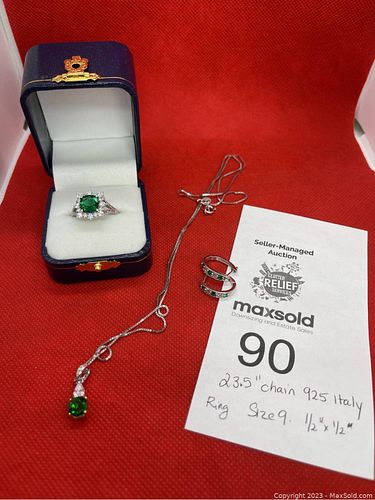 Seller-Managed
Auction
CLUTTER
RELIEF
SERVICES
maxsold
Downsizing and Estate Sales
90
23.5" chain 925 Italy
Ring Size 9. 1/2" x 1/2"
Copyright 2023 - MaxSold.com